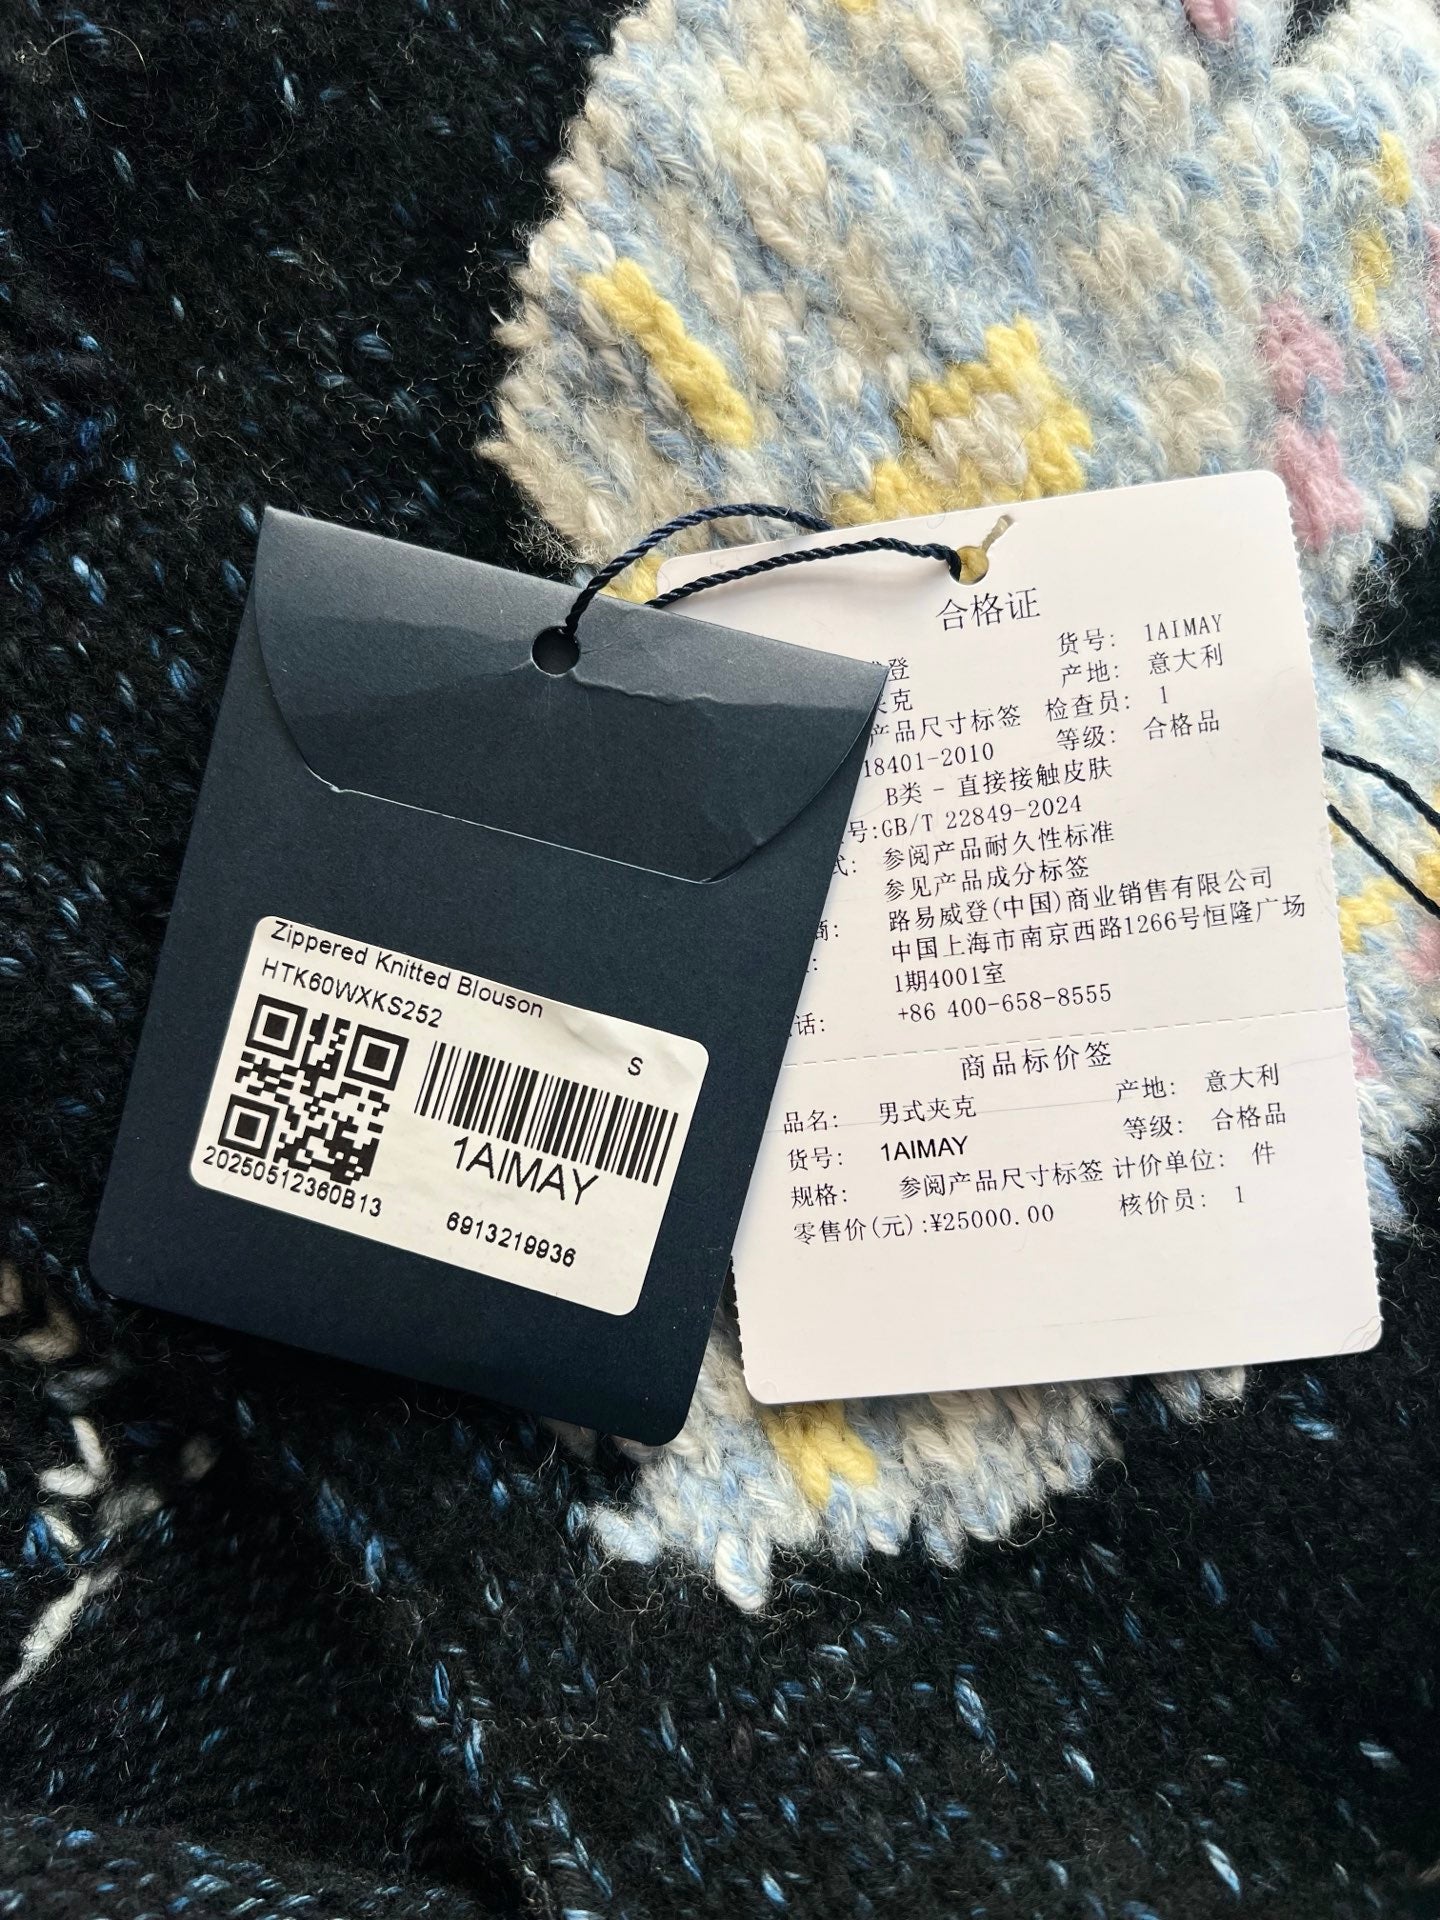 Zippered Knitted Blouson
HTK60WXKS252
S
1AIMAY
20250512360B13
6913219936
合格证
货号: 1AIMAY
登 产地: 意大利
克 检查员: 1
产品尺寸标签 等级: 合格品
18401-2010
B类 - 直接接触皮肤
号:GB/T 22849-2024
式: 参阅产品耐久性标准
参见产品成分标签
商: 路易威登(中国)商业销售有限公司
: 中国上海市南京西路1266号恒隆广场
1期4001室
话: +86 400-658-8555
商品标价签
品名: 男式夹克 产地: 意大利
货号: 1AIMAY 等级: 合格品
规格: 参阅产品尺寸标签 计价单位: 件
零售价(元):¥25000.00 核价员: 1